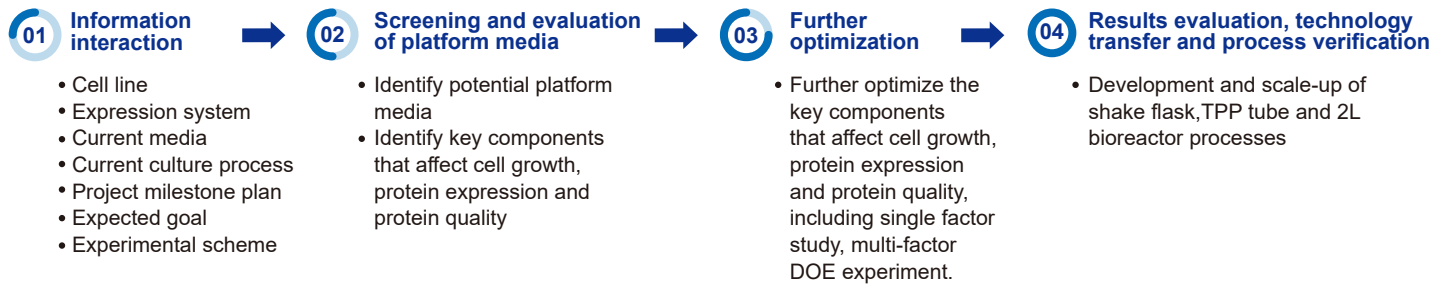 01
Information
interaction
• Cell line
• Expression system
• Current media
• Current culture process
• Project milestone plan
• Expected goal
• Experimental scheme
02
Screening and evaluation
of platform media
• Identify potential platform
media
• Identify key components
that affect cell growth,
protein expression and
protein quality
03
Further
optimization
• Further optimize the
key components
that affect cell growth,
protein expression
and protein quality,
including single factor
study, multi-factor
DOE experiment.
04
Results evaluation, technology
transfer and process verification
• Development and scale-up of
shake flask,TPP tube and 2L
bioreactor processes